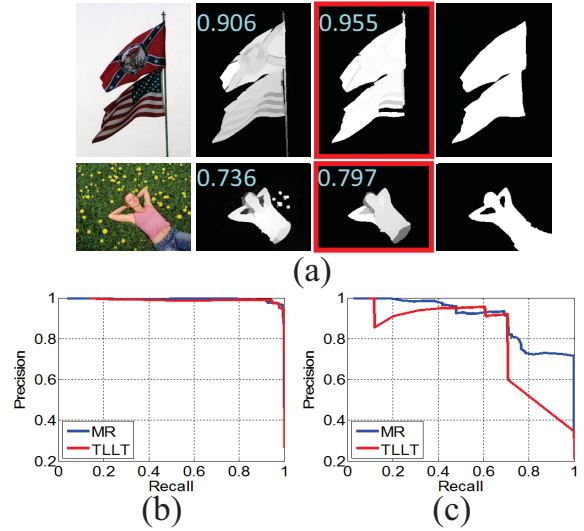 0.906 0.955
0.736 0.797
(a)
1 1
0.8 0.8
0.6 0.6
0.4 0.4
0.2 0.2
Precision Precision
MR MR
TLLT TLLT
0 0.2 0.4 0.6 0.8 1 0 0.2 0.4 0.6 0.8 1
Recall Recall
(b) (c)